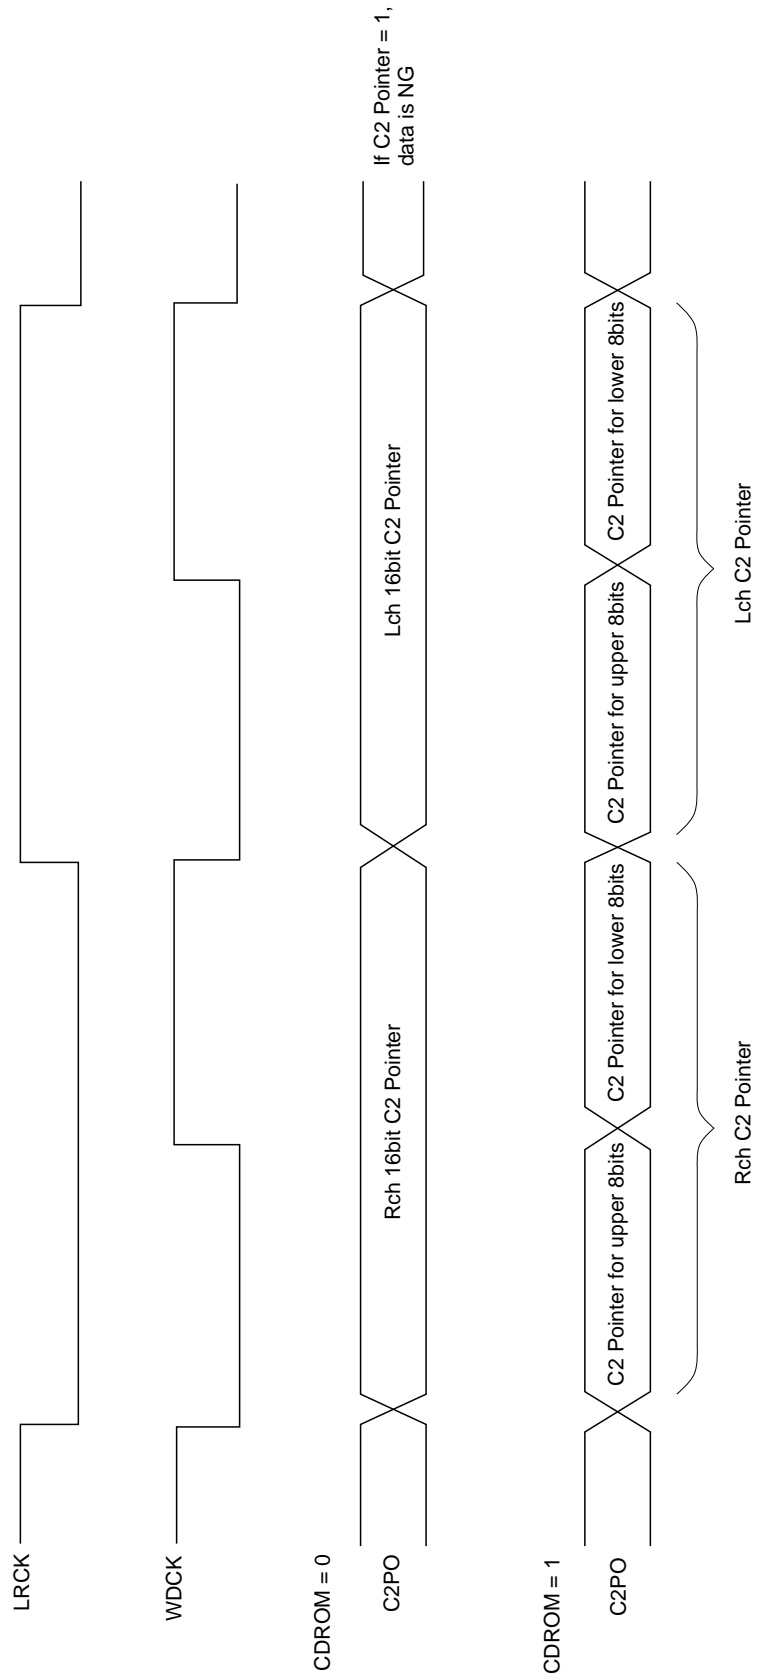 LRCK
WDCK
CDROM = 0
C2PO
Rch 16bit C2 Pointer
Lch 16bit C2 Pointer
If C2 Pointer = 1,
data is NG
CDROM = 1
C2PO
C2 Pointer for upper 8bits
C2 Pointer for lower 8bits
C2 Pointer for upper 8bits
C2 Pointer for lower 8bits
Rch C2 Pointer
Lch C2 Pointer